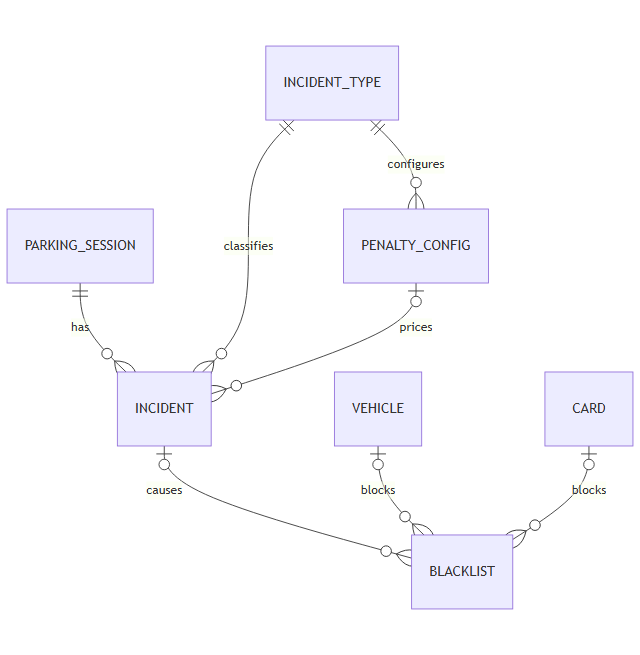 INCIDENT_TYPE
configures
PARKING_SESSION
classifies
PENALTY_CONFIG
has
prices
INCIDENT
VEHICLE
CARD
causes
blocks
blocks
BLACKLIST